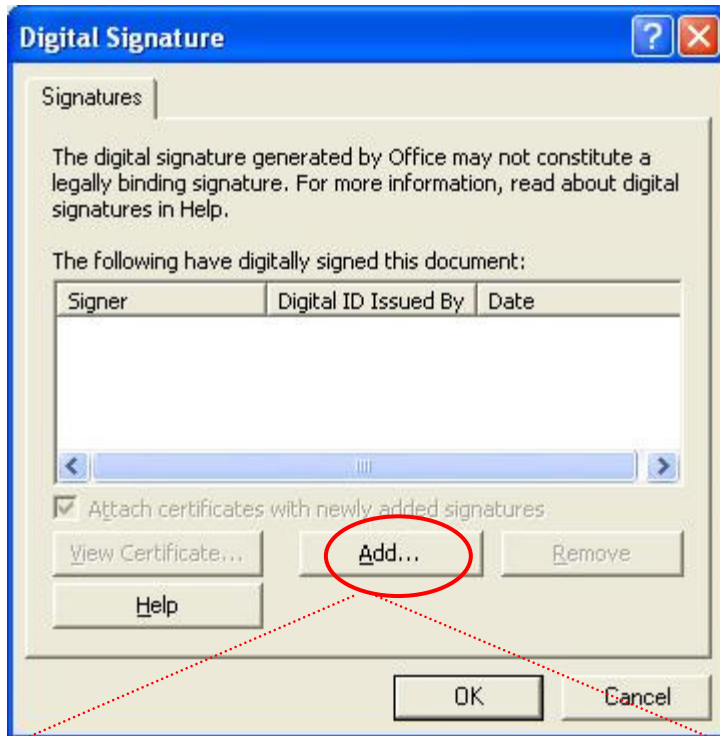 Digital Signature
Signatures
The digital signature generated by Office may not constitute a
legally binding signature. For more information, read about digital
signatures in Help.
The following have digitally signed this document:
Signer Digital ID Issued By Date
Attach certificates with newly added signatures
View Certificate... Add... Remove
Help
OK Cancel